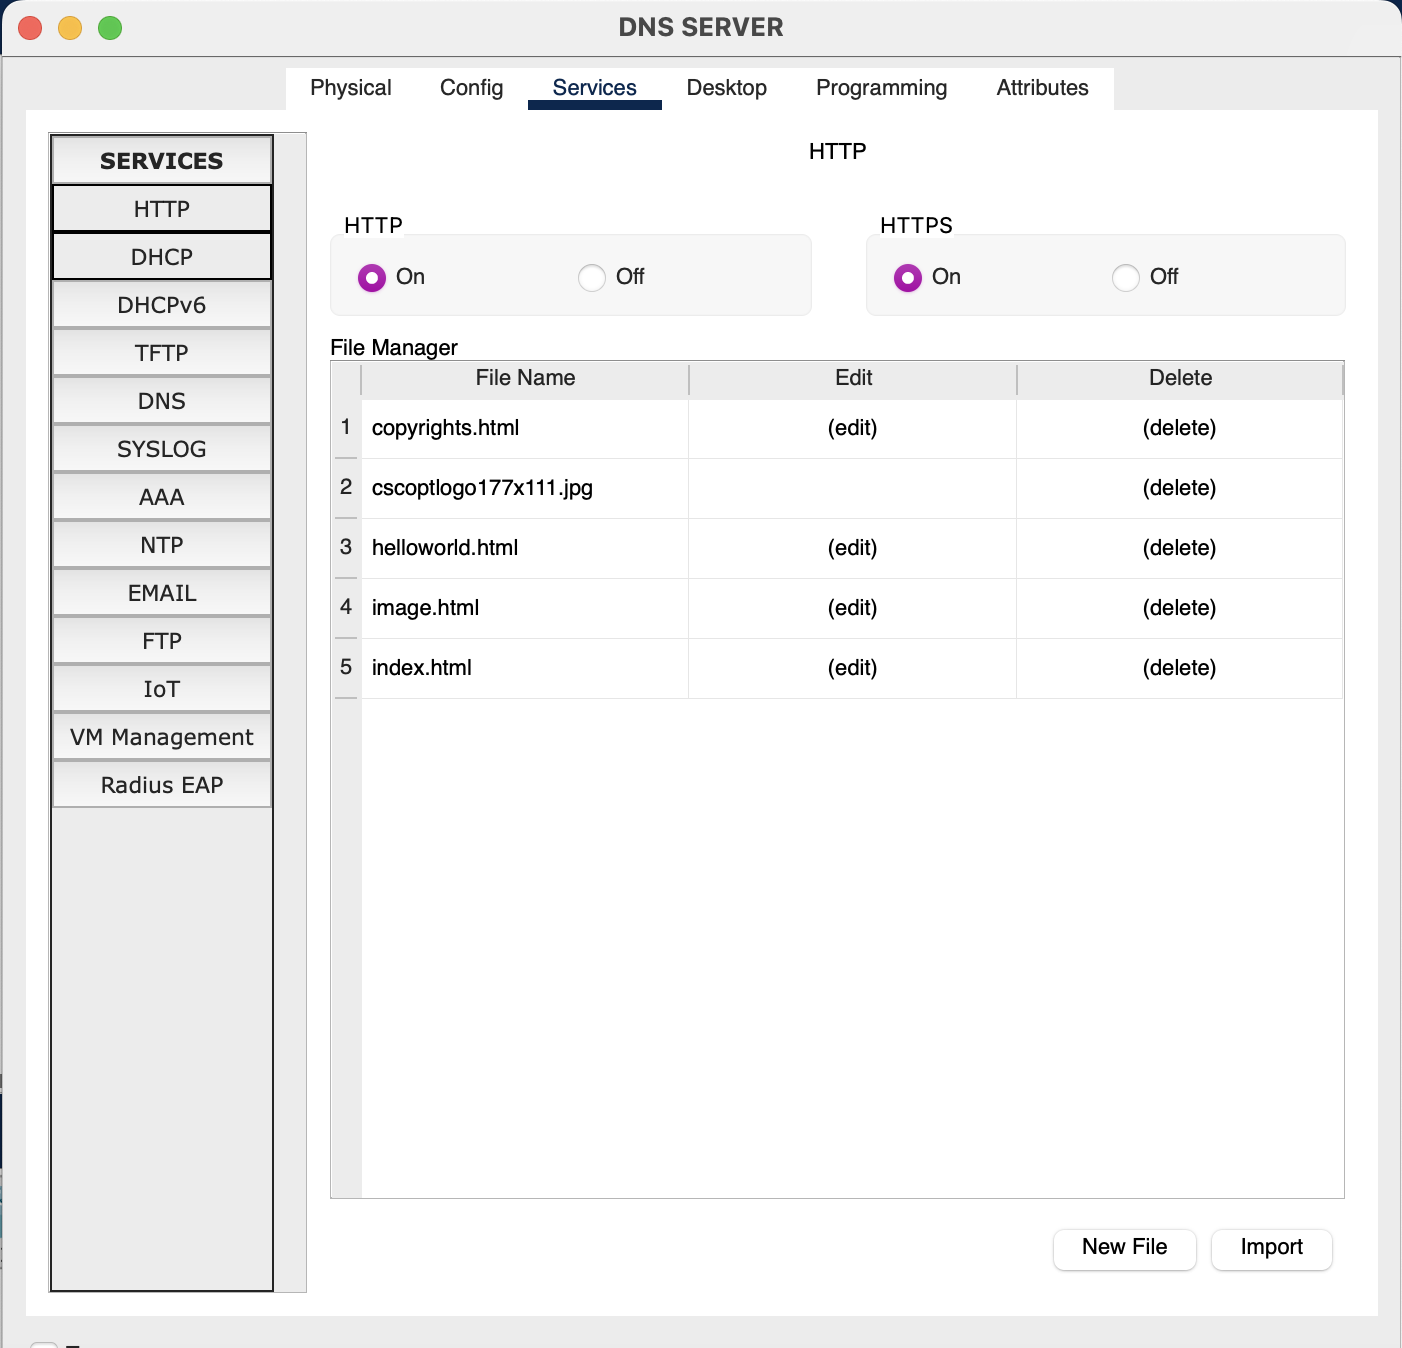 DNS SERVER
Physical Config Services Desktop Programming Attributes
SERVICES
HTTP
DHCP
DHCPv6
TFTP
DNS
SYSLOG
AAA
NTP
EMAIL
FTP
IoT
VM Management
Radius EAP
HTTP
HTTP
On Off
HTTPS
On Off
File Manager
File Name Edit Delete
1 copyrights.html (edit) (delete)
2 cscoptlogo177x111.jpg (delete)
3 helloworld.html (edit) (delete)
4 image.html (edit) (delete)
5 index.html (edit) (delete)
New File Import